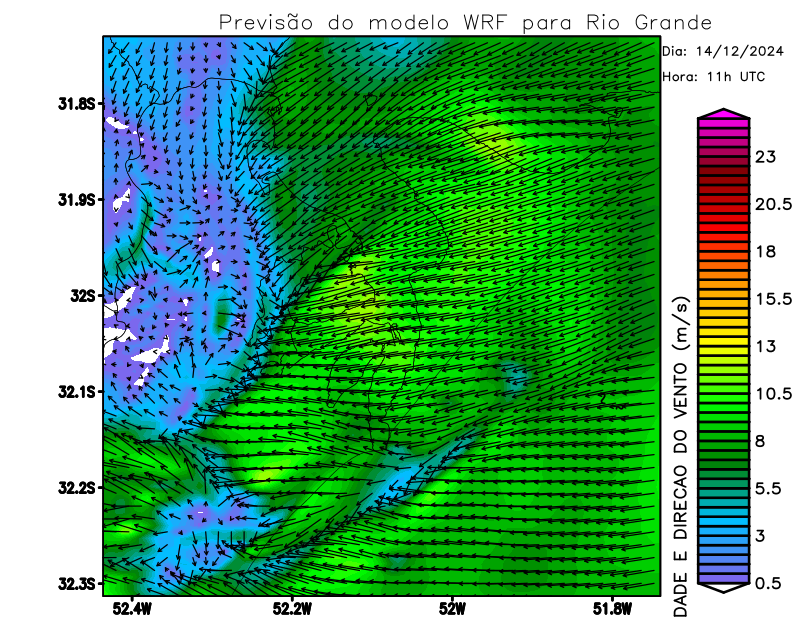 Previsão do modelo WRF para Rio Grande
Dia: 14/12/2024
Hora: 11h UTC
31.8S
31.9S
32S
32.1S
32.2S
32.3S
52.4W
52.2W
52W
51.8W
23
20.5
18
15.5
13
10.5
8
5.5
3
0.5
DADE E DIRECAO DO VENTO (m/s)